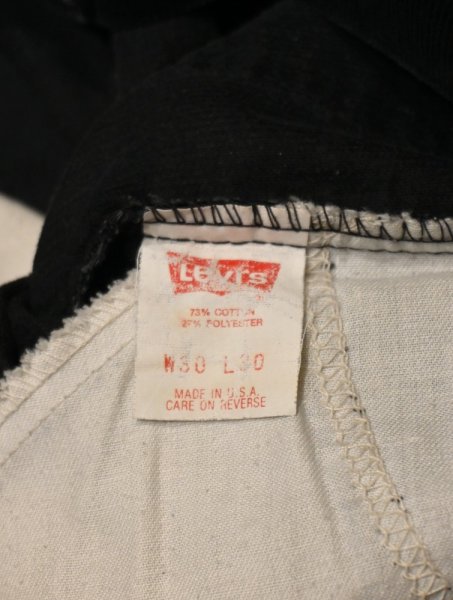 Levi's
73% COTTON
27% POLYESTER
W30 L30
MADE IN U.S.A.
CARE ON REVERSE